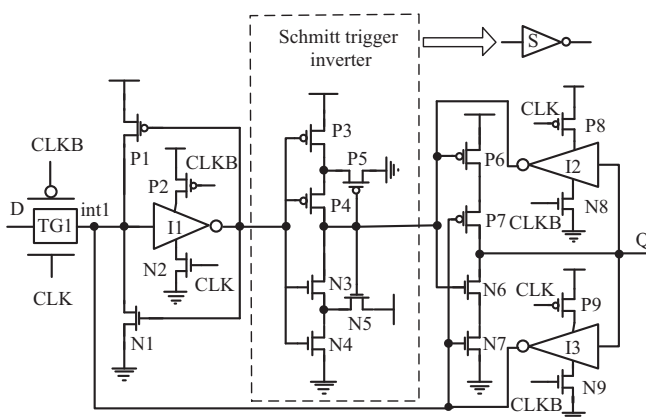 Schmitt trigger
inverter
S
CLK
P8
P3
CLKB
P1
CLKB
P5
P6
I2
P2
P4
D
TG1
int1
I1
P7
CLKB
N8
Q
N2
CLK
N3
CLK
P9
CLK
N6
N1
N5
N4
N7
I3
CLKB
N9